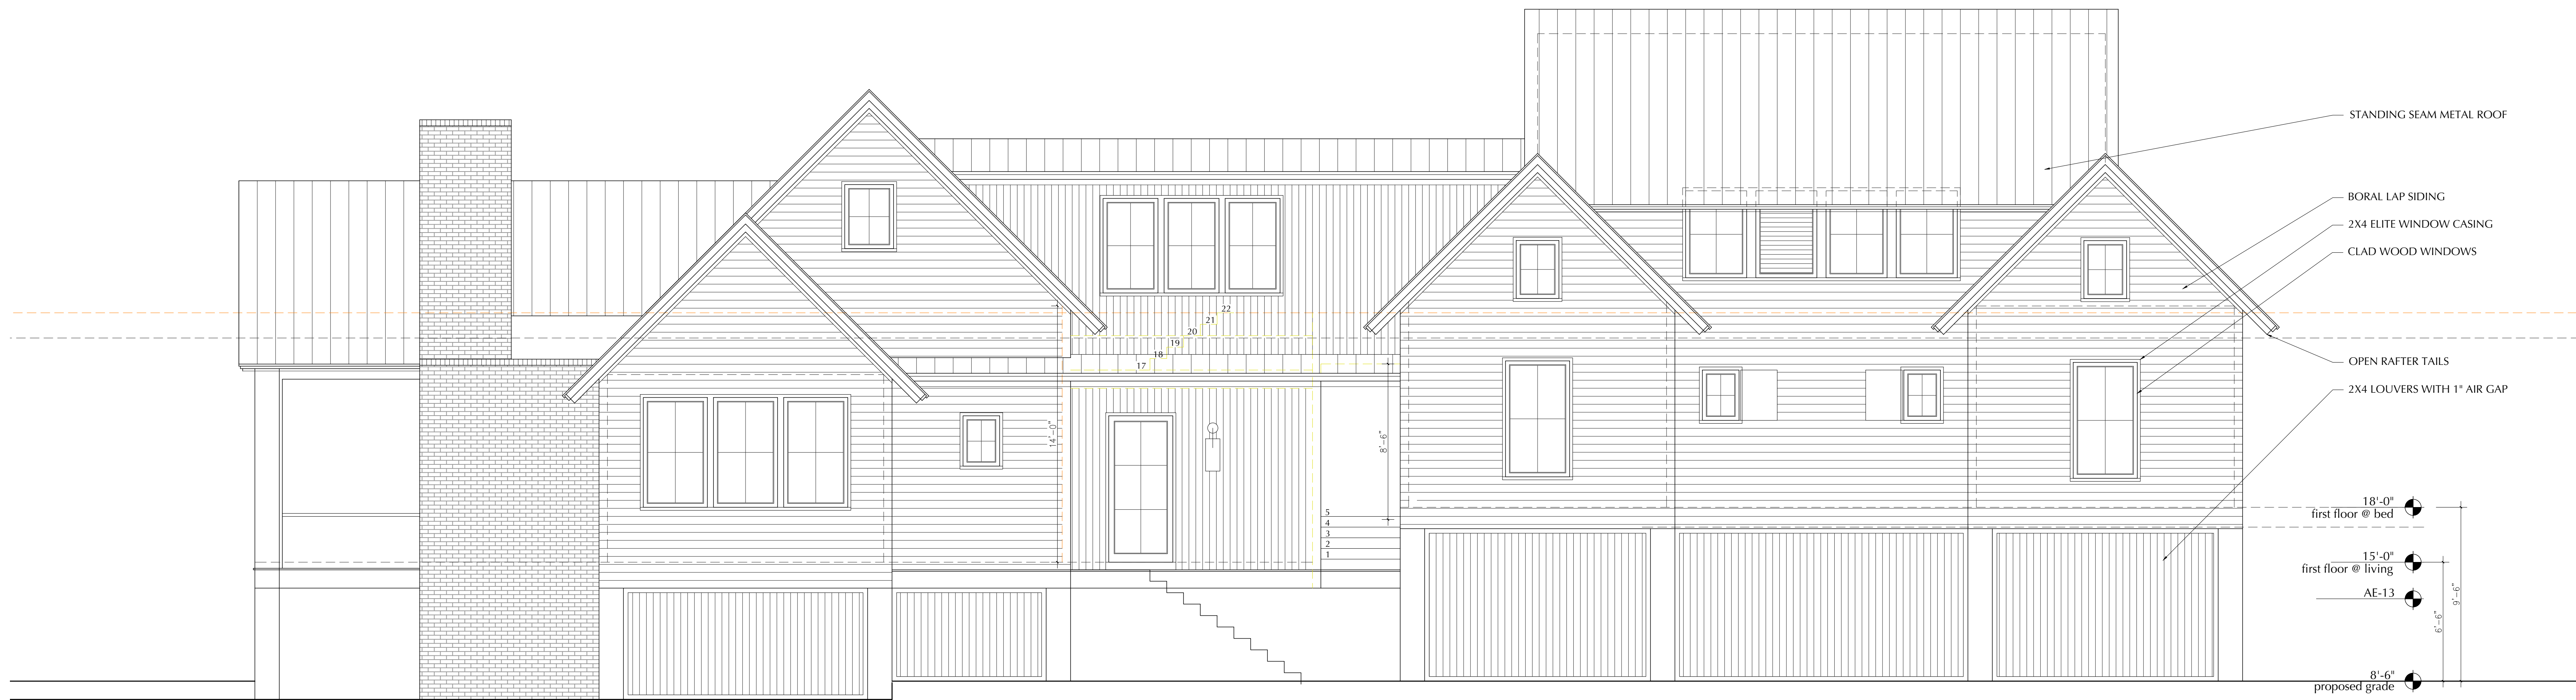 STANDING SEAM METAL ROOF
BORAL LAP SIDING
2X4 ELITE WINDOW CASING
CLAD WOOD WINDOWS
22
21
20
19
18
17
OPEN RAFTER TAILS
2X4 LOUVERS WITH 1" AIR GAP
14'-0"
8'-6"
5
4
3
2
1
18'-0"
first floor @ bed
15'-0"
first floor @ living
AE-13
9'-6"
6'-6"
8'-6"
proposed grade